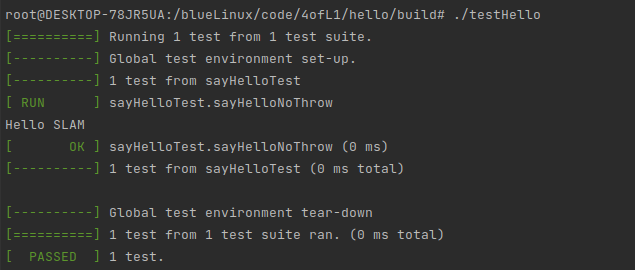 root@DESKTOP-78JR5UA:/blueLinux/code/4ofL1/hello/build# ./testHello
[==========] Running 1 test from 1 test suite.
[----------] Global test environment set-up.
[----------] 1 test from sayHelloTest
[ RUN      ] sayHelloTest.sayHelloNoThrow
Hello SLAM
[       OK ] sayHelloTest.sayHelloNoThrow (0 ms)
[----------] 1 test from sayHelloTest (0 ms total)
[----------] Global test environment tear-down
[==========] 1 test from 1 test suite ran. (0 ms total)
[  PASSED  ] 1 test.